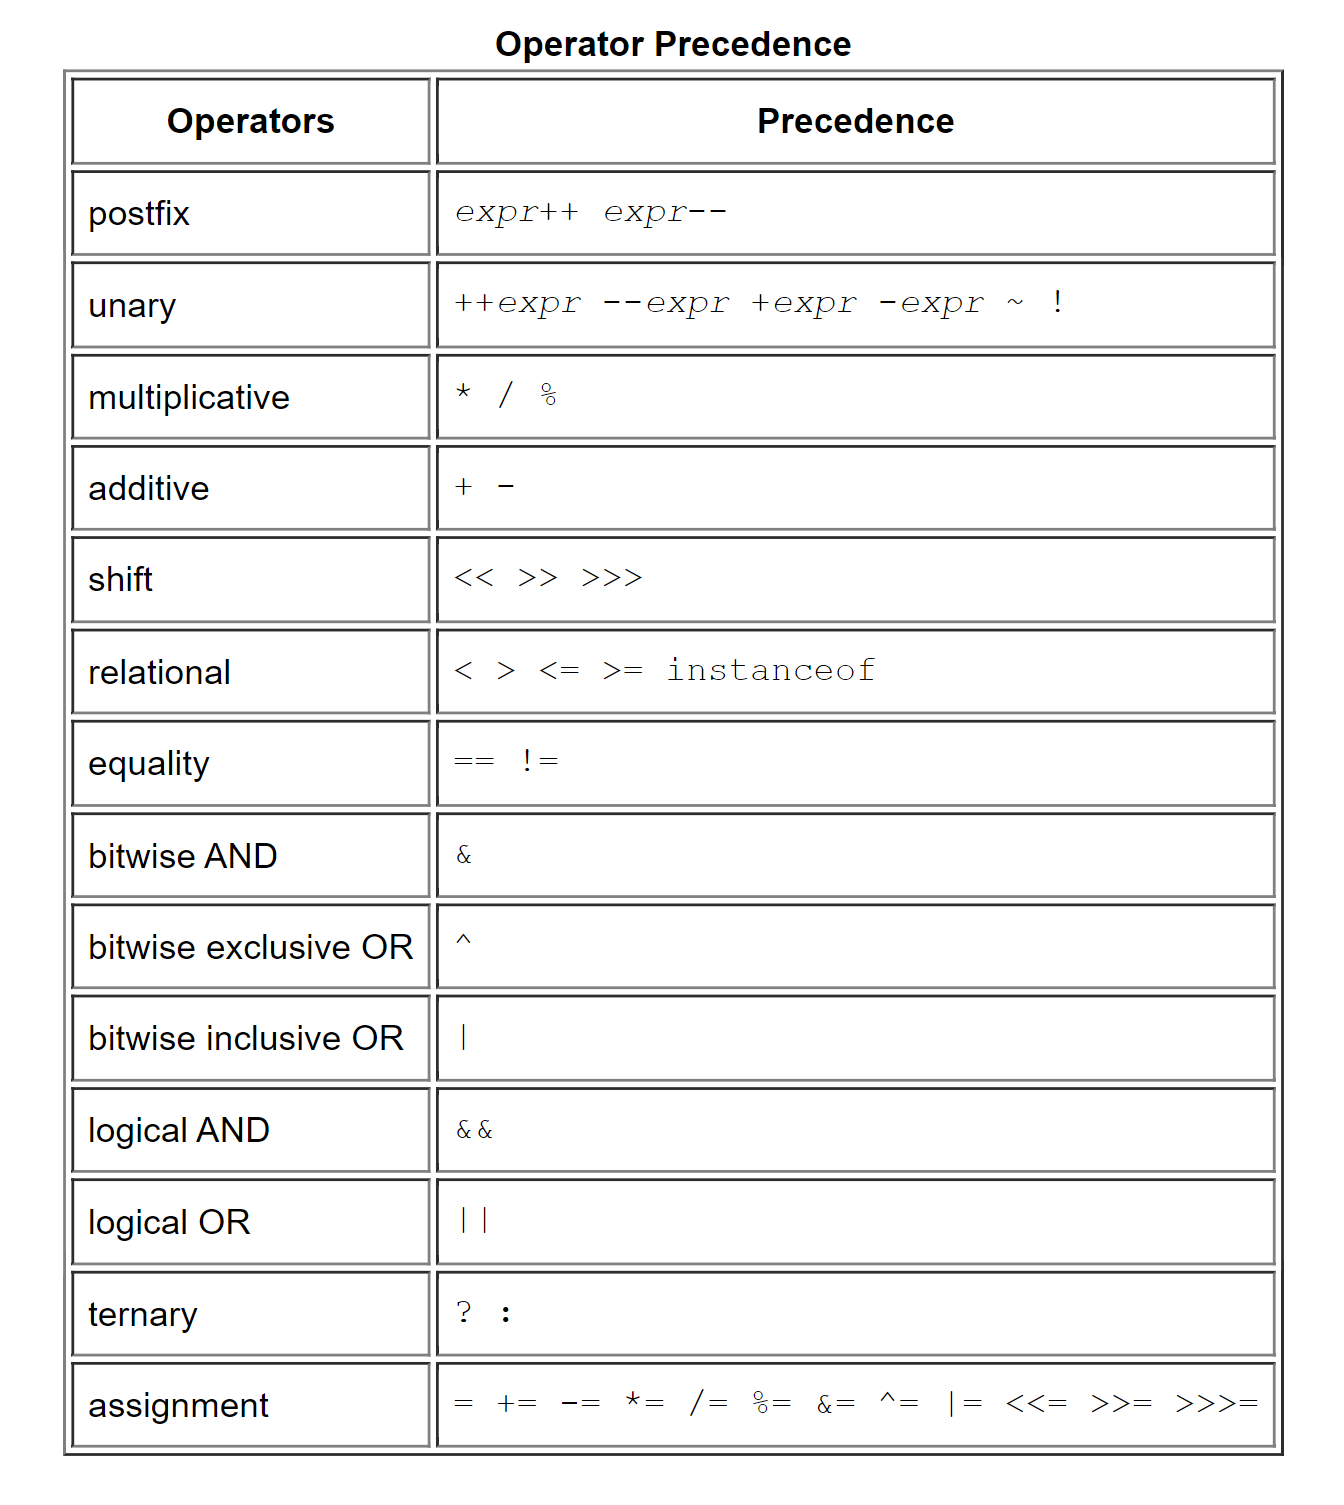 Operator Precedence
Operators Precedence
postfix expr++ expr--
unary ++expr --expr +expr -expr ~ !
multiplicative * / %
additive + -
shift << >> >>>
relational < > <= >= instanceof
equality == !=
bitwise AND &
bitwise exclusive OR ^
bitwise inclusive OR |
logical AND &&
logical OR ||
ternary ? :
assignment = += -= *= /= %= &= ^= |= <<= >>= >>>=